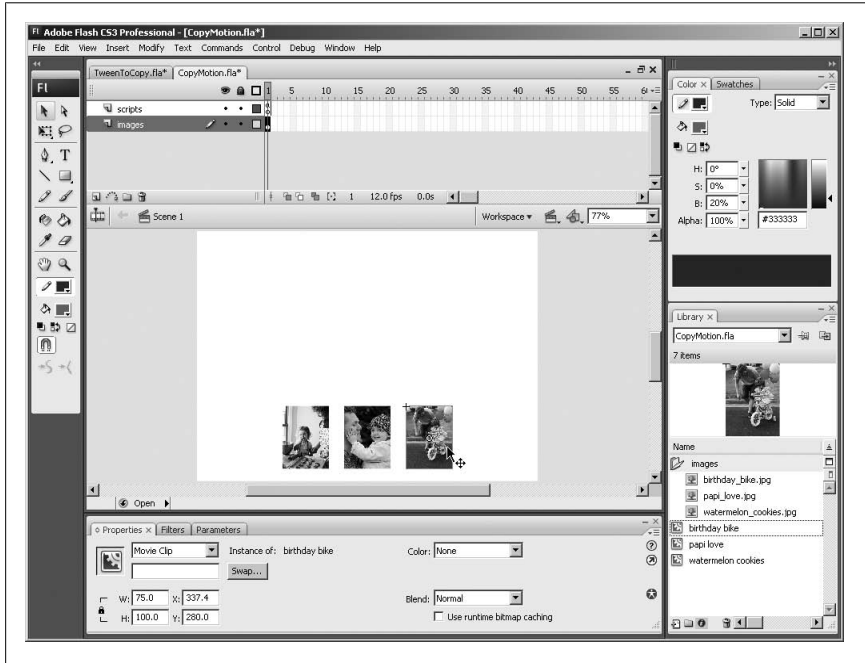 Fl Adobe Flash CS3 Professional - [CopyMotion.fla*]
File Edit View Insert Modify Text Commands Control Debug Window Help
Fl
TweenToCopy.fla* CopyMotion.fla*
1 5 10 15 20 25 30 35 40 45 50 55
scripts
images
1 12.0 fps 0.0s
Scene 1 Workspace 77%
Open
Properties × Filters Parameters
Movie Clip Instance of: birthday bike Color: None
Swap...
W: 75.0 X: 337.4 Blend: Normal
H: 100.0 Y: 280.0 Use runtime bitmap caching
Color × Swatches
Type: Solid
H: 0°
S: 0%
B: 20%
Alpha: 100% #333333
Library ×
CopyMotion.fla
7 items
Name
images
birthday_bike.jpg
papi_love.jpg
watermelon_cookies.jpg
birthday bike
papi love
watermelon cookies